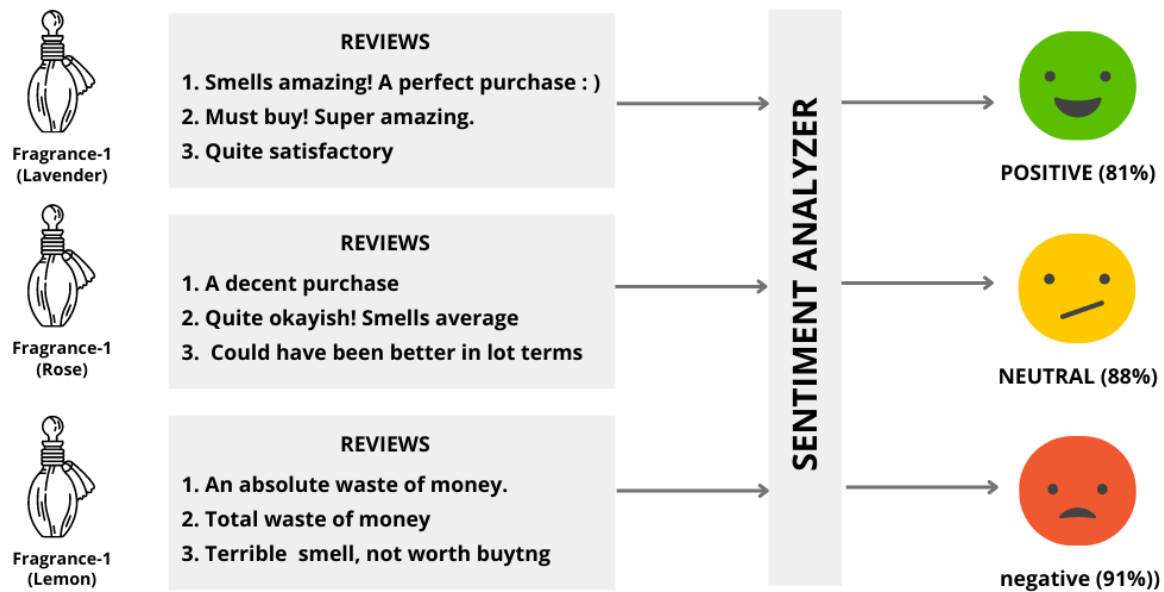 REVIEWS
1. Smells amazing! A perfect purchase : )
2. Must buy! Super amazing.
3. Quite satisfactory
Fragrance-1
(Lavender)
POSITIVE (81%)
REVIEWS
1. A decent purchase
2. Quite okayish! Smells average
3. Could have been better in lot terms
Fragrance-1
(Rose)
NEUTRAL (88%)
SENTIMENT ANALYZER
REVIEWS
1. An absolute waste of money.
2. Total waste of money
3. Terrible smell, not worth buytng
Fragrance-1
(Lemon)
negative (91%))